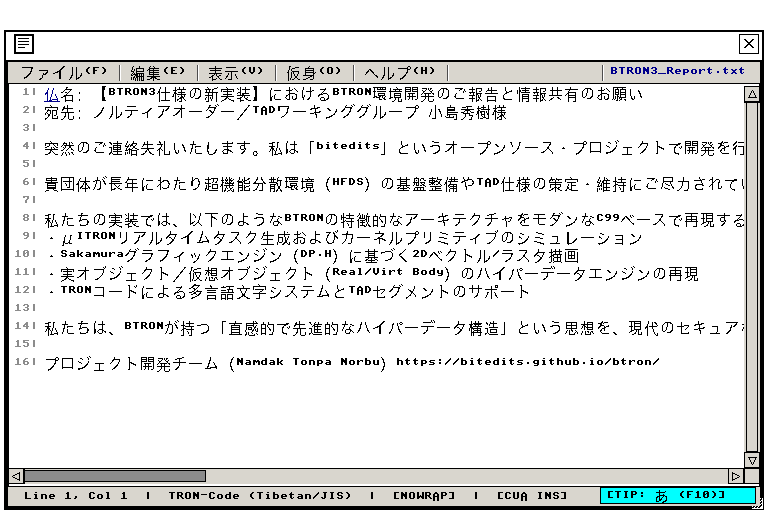 ファイル(F) 編集(E) 表示(V) 仮身(O) ヘルプ(H) BTRON3_Report.txt
1| 仏名: 【BTRON3仕様の新実装】におけるBTRON環境開発のご報告と情報共有のお願い
2| 宛先: ノルティアオーダー／TADワーキンググループ 小島秀樹様
3|
4| 突然のご連絡失礼いたします。私は「bitedits」というオープンソース・プロジェクトで開発を行
5|
6| 貴団体が長年にわたり超機能分散環境 (HFDS) の基盤整備やTAD仕様の策定・維持にご尽力されてい
7|
8| 私たちの実装では、以下のようなBTRONの特徴的なアーキテクチャをモダンなC99ベースで再現する
9| ・μITRONリアルタイムタスク生成およびカーネルプリミティブのシミュレーション
10| ・Sakamuraグラフィックエンジン (DP.H) に基づく2Dベクトル/ラスタ描画
11| ・実オブジェクト／仮想オブジェクト (Real/Virt Body) のハイパーデータエンジンの再現
12| ・TRONコードによる多言語文字システムとTADセグメントのサポート
13|
14| 私たちは、BTRONが持つ「直感的で先進的なハイパーデータ構造」という思想を、現代のセキュア
15|
16| プロジェクト開発チーム (Namdak Tonpa Norbu) https://bitedits.github.io/btron/
Line 1, Col 1 | TRON-Code (Tibetan/JIS) | [NOWRAP] | [CUA INS] [TIP: あ (F10)]